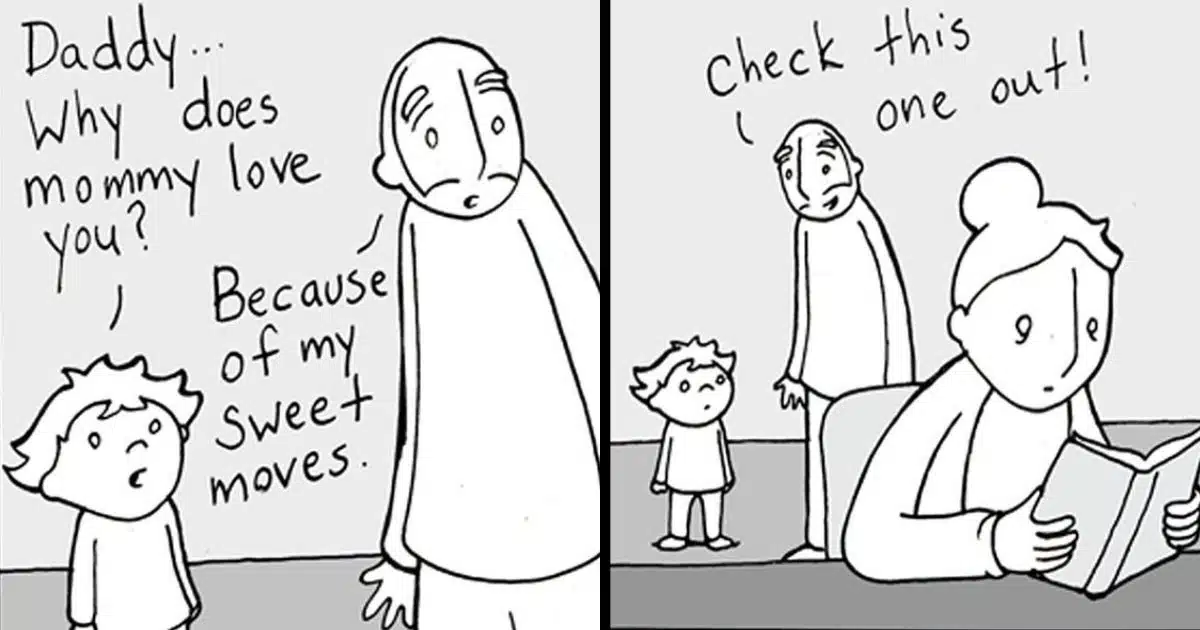 Daddy...
Why does
mommy love
you?
Because
of my
sweet
moves.
check this
one out!